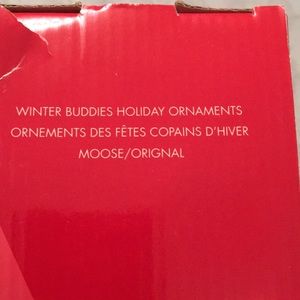 WINTER BUDDIES HOLIDAY ORNAMENTS
ORNEMENTS DES FÊTES COPAINS D'HIVER
MOOSE/ORIGNAL